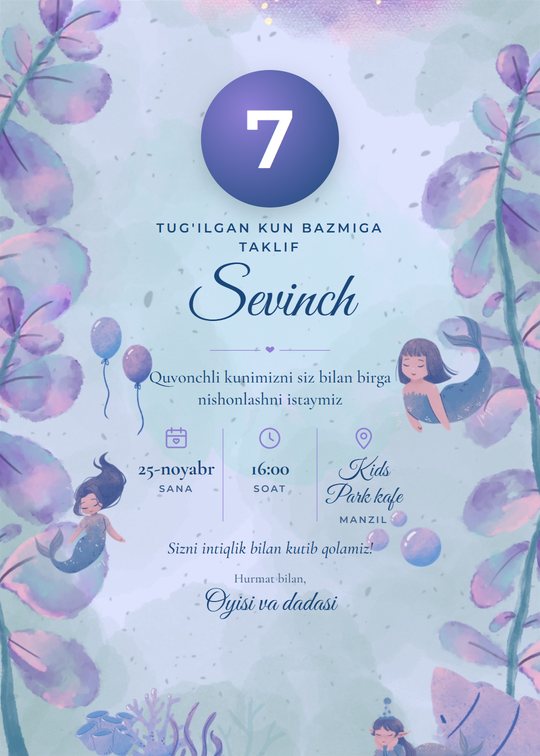 7
TUG'ILGAN KUN BAZMIGA
TAKLIF
Sevinch
Quvonchli kunimizni siz bilan birga
nishonlashni istaymiz
25-noyabr
SANA
16:00
SOAT
Kids
Park kafe
MANZIL
Sizni intiqlik bilan kutib qolamiz!
Hurmat bilan,
Oyisi va dadasi